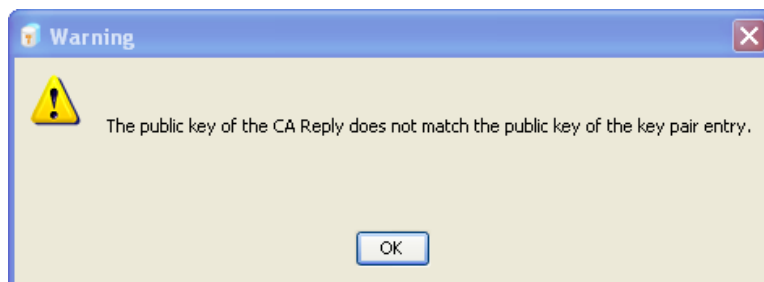 Warning
The public key of the CA Reply does not match the public key of the key pair entry.
OK